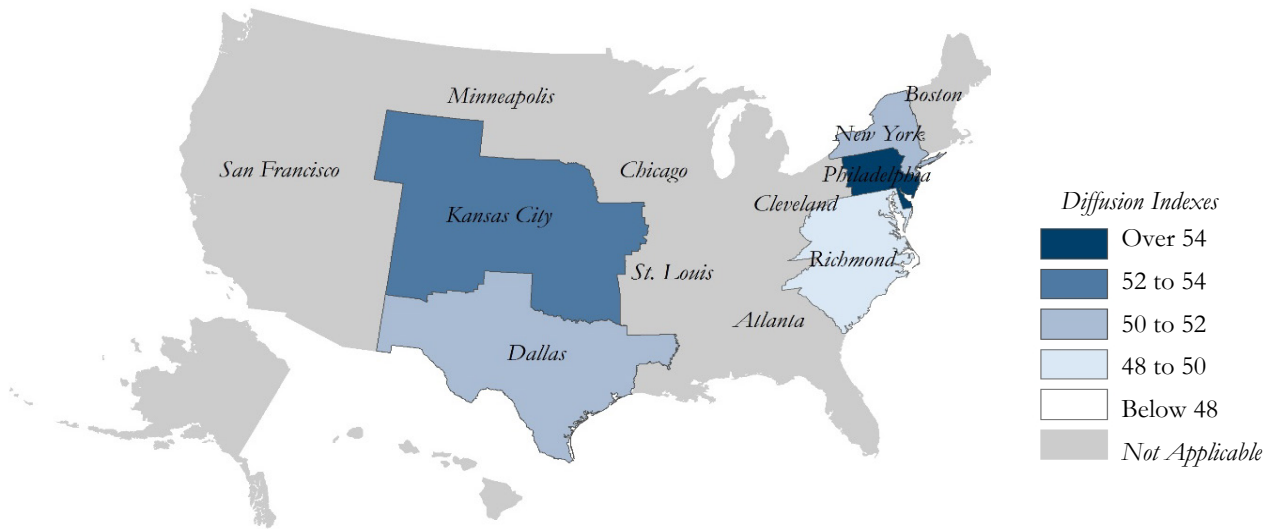 Minneapolis
Boston
New York
San Francisco
Chicago
Philadelphia
Cleveland
Kansas City
Richmond
St. Louis
Atlanta
Dallas
Diffusion Indexes
Over 54
52 to 54
50 to 52
48 to 50
Below 48
Not Applicable